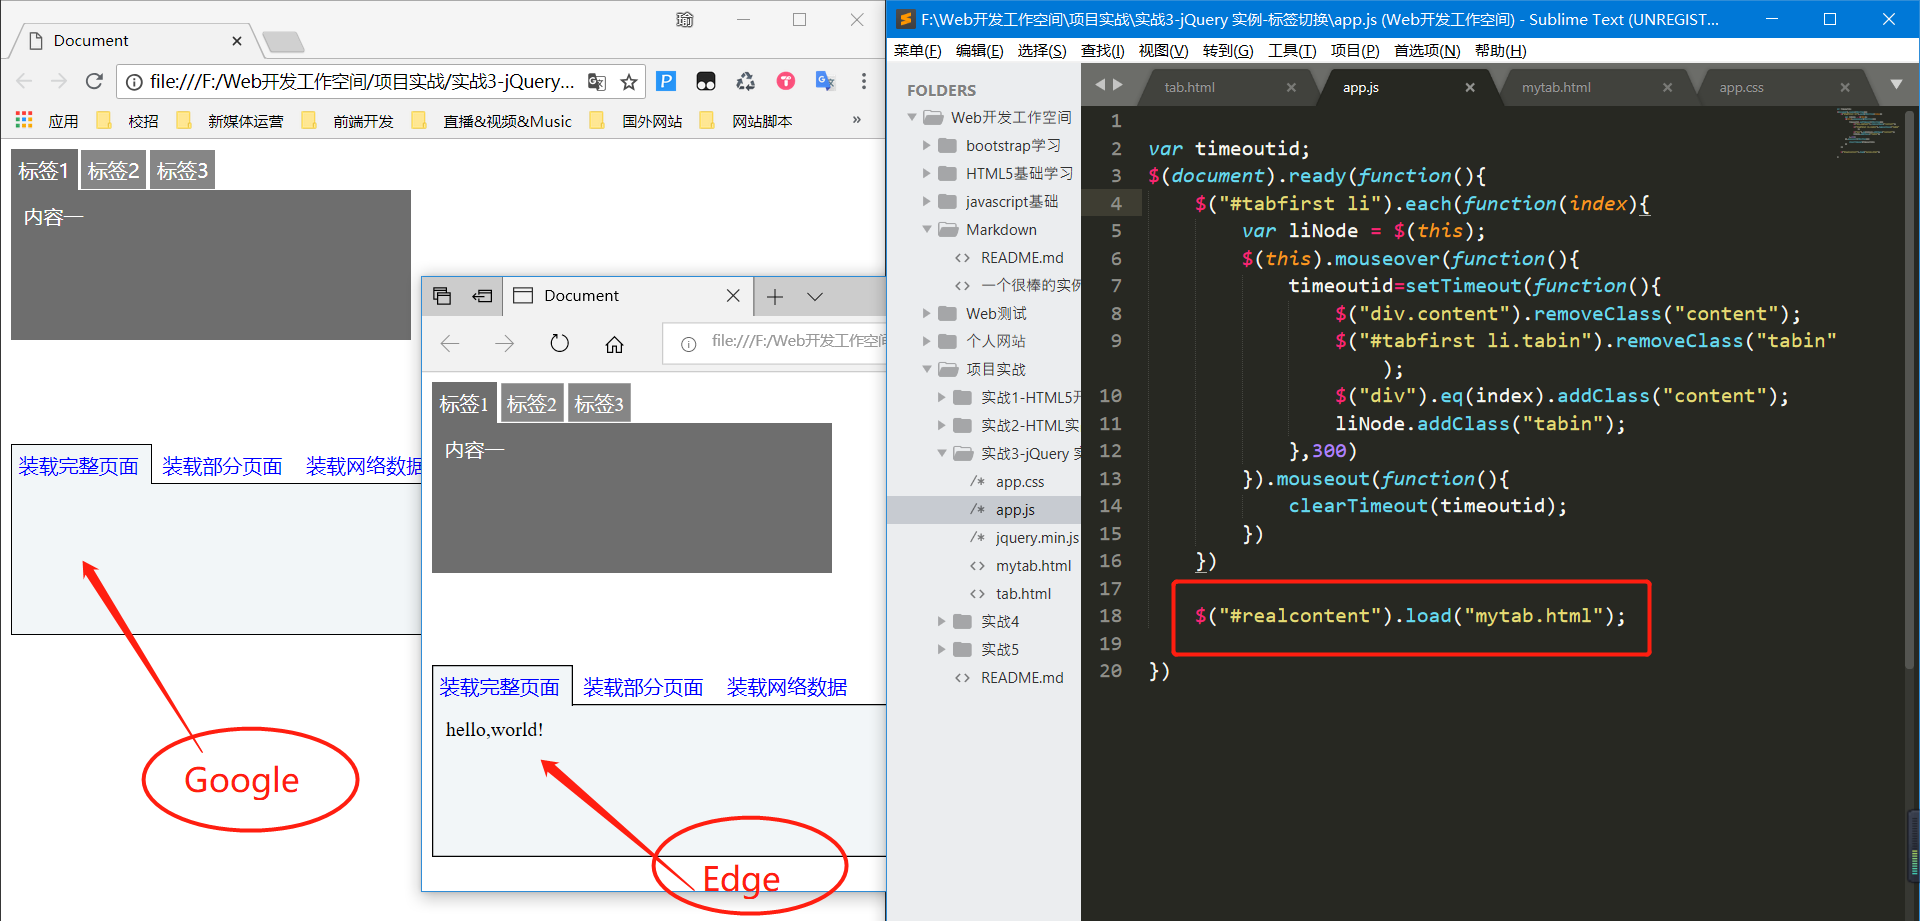 Document
file:///F:/Web开发工作空间/项目实战/实战3-jQuery...
应用 校招 新媒体运营 前端开发 直播&视频&Music 国外网站 网站脚本 »
标签1 标签2 标签3
内容一
装载完整页面 装载部分页面 装载网络数据
Google
Document
file:///F:/Web开发工作空间
标签1 标签2 标签3
内容一
装载完整页面 装载部分页面 装载网络数据
hello,world!
Edge
F:\Web开发工作空间\项目实战\实战3-jQuery 实例-标签切换\app.js (Web开发工作空间) - Sublime Text (UNREGIST...
菜单(F) 编辑(E) 选择(S) 查找(I) 视图(V) 转到(G) 工具(T) 项目(P) 首选项(N) 帮助(H)
FOLDERS
Web开发工作空间
bootstrap学习
HTML5基础学习
javascript基础
Markdown
<> README.md
<> 一个很棒的实例
Web测试
个人网站
项目实战
实战1-HTML5开
实战2-HTML实
实战3-jQuery 实
/* app.css
/* app.js
/* jquery.min.js
<> mytab.html
<> tab.html
实战4
实战5
<> README.md
tab.html app.js mytab.html app.css
1
2 var timeoutid;
3 $(document).ready(function(){
4 $("#tabfirst li").each(function(index){
5 var liNode = $(this);
6 $(this).mouseover(function(){
7 timeoutid=setTimeout(function(){
8 $("div.content").removeClass("content");
9 $("#tabfirst li.tabin").removeClass("tabin"
);
10 $("div").eq(index).addClass("content");
11 liNode.addClass("tabin");
12 },300)
13 }).mouseout(function(){
14 clearTimeout(timeoutid);
15 })
16 })
17
18 $("#realcontent").load("mytab.html");
19
20 })